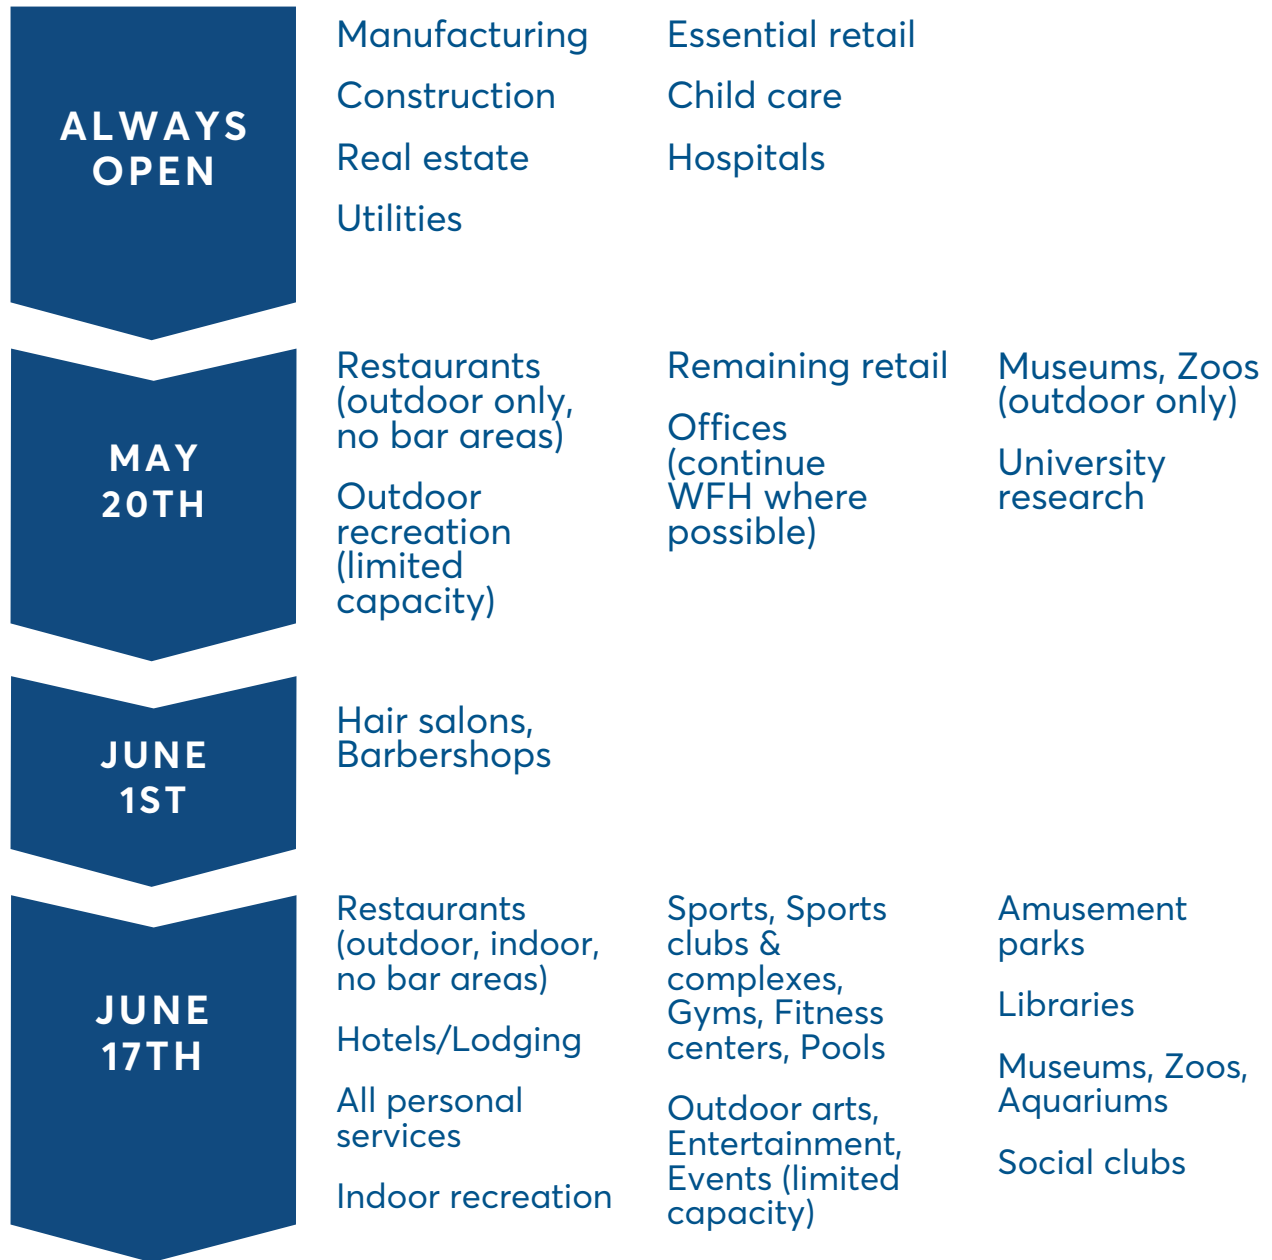 ALWAYS
OPEN
Manufacturing
Construction
Real estate
Utilities
Essential retail
Child care
Hospitals
MAY
20TH
Restaurants
(outdoor only,
no bar areas)
Outdoor
recreation
(limited
capacity)
Remaining retail
Offices
(continue
WFH where
possible)
Museums, Zoos
(outdoor only)
University
research
JUNE
1ST
Hair salons,
Barbershops
JUNE
17TH
Restaurants
(outdoor, indoor,
no bar areas)
Hotels/Lodging
All personal
services
Indoor recreation
Sports, Sports
clubs &
complexes,
Gyms, Fitness
centers, Pools
Outdoor arts,
Entertainment,
Events (limited
capacity)
Amusement
parks
Libraries
Museums, Zoos,
Aquariums
Social clubs